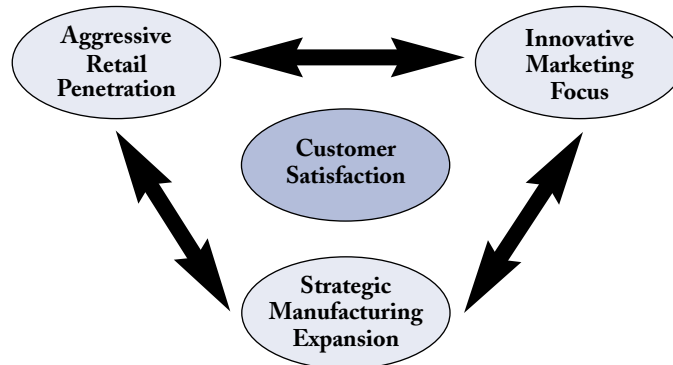 Aggressive
Retail
Penetration
Innovative
Marketing
Focus
Customer
Satisfaction
Strategic
Manufacturing
Expansion